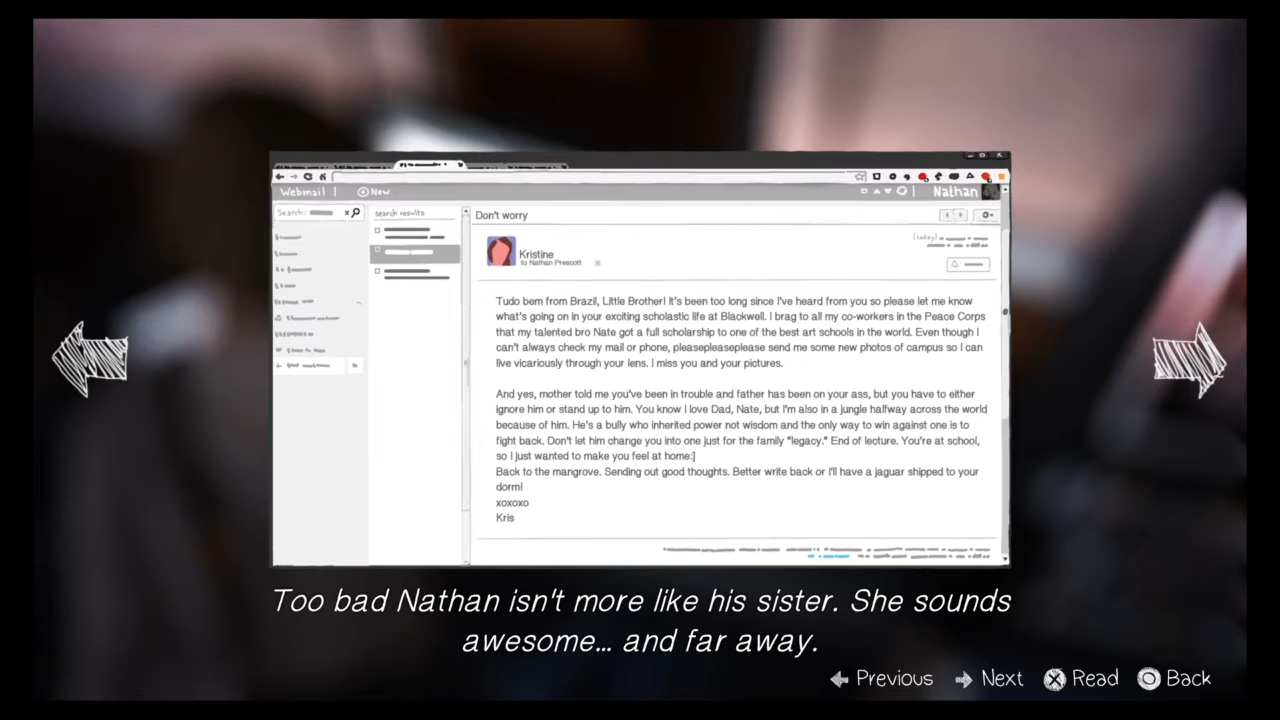 Webmail | + New
Nathan
Search:
x
search results
Don't worry
(today)
Kristine
to Nathan Prescott
Tudo bem from Brazil, Little Brother! It's been too long since I've heard from you so please let me know
what's going on in your exciting scholastic life at Blackwell. I brag to all my co-workers in the Peace Corps
that my talented bro Nate got a full scholarship to one of the best art schools in the world. Even though I
can't always check my mail or phone, pleasepleaseplease send me some new photos of campus so I can
live vicariously through your lens. I miss you and your pictures.
And yes, mother told me you've been in trouble and father has been on your ass, but you have to either
ignore him or stand up to him. You know I love Dad, Nate, but I'm also in a jungle halfway across the world
because of him. He's a bully who inherited power not wisdom and the only way to win against one is to
fight back. Don't let him change you into one just for the family "legacy." End of lecture. You're at school,
so I just wanted to make you feel at home:]
Back to the mangrove. Sending out good thoughts. Better write back or I'll have a jaguar shipped to your
dorm!
xoxoxo
Kris
Too bad Nathan isn't more like his sister. She sounds
awesome... and far away.
Previous Next Read Back